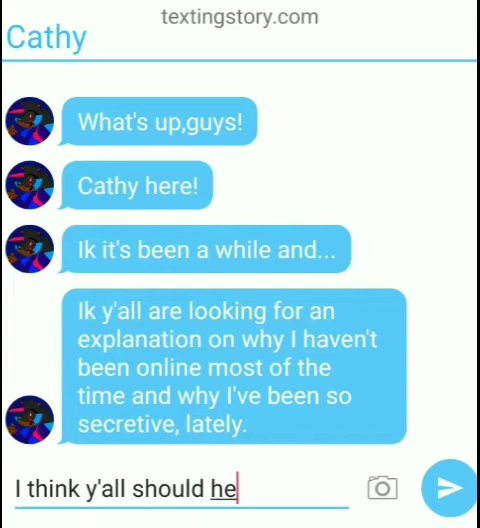 textingstory.com
Cathy
What's up,guys!
Cathy here!
Ik it's been a while and...
Ik y'all are looking for an
explanation on why I haven't
been online most of the
time and why I've been so
secretive, lately.
I think y'all should he